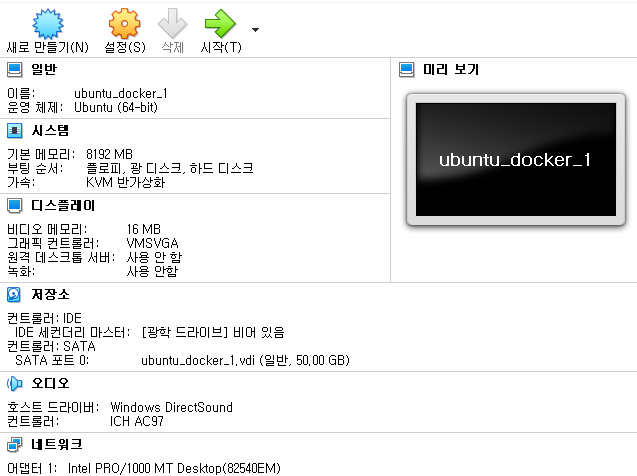 새로 만들기(N) 설정(S) 삭제 시작(T)
일반
이름: ubuntu_docker_1
운영 체제: Ubuntu (64-bit)
시스템
기본 메모리: 8192 MB
부팅 순서: 플로피, 광 디스크, 하드 디스크
가속: KVM 반가상화
디스플레이
비디오 메모리: 16 MB
그래픽 컨트롤러: VMSVGA
원격 데스크톱 서버: 사용 안 함
녹화: 사용 안함
미리 보기
ubuntu_docker_1
저장소
컨트롤러: IDE
IDE 세컨더리 마스터: [광학 드라이브] 비어 있음
컨트롤러: SATA
SATA 포트 0: ubuntu_docker_1.vdi (일반, 50.00 GB)
오디오
호스트 드라이버: Windows DirectSound
컨트롤러: ICH AC97
네트워크
어댑터 1: Intel PRO/1000 MT Desktop(82540EM)